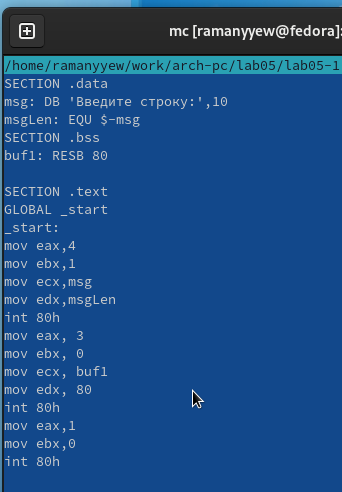 mc [ramanyyew@fedora]:
/home/ramanyyew/work/arch-pc/lab05/lab05-1
SECTION .data
msg: DB 'Введите строку:',10
msgLen: EQU $-msg
SECTION .bss
buf1: RESB 80
SECTION .text
GLOBAL _start
_start:
mov eax,4
mov ebx,1
mov ecx,msg
mov edx,msgLen
int 80h
mov eax, 3
mov ebx, 0
mov ecx, buf1
mov edx, 80
int 80h
mov eax,1
mov ebx,0
int 80h